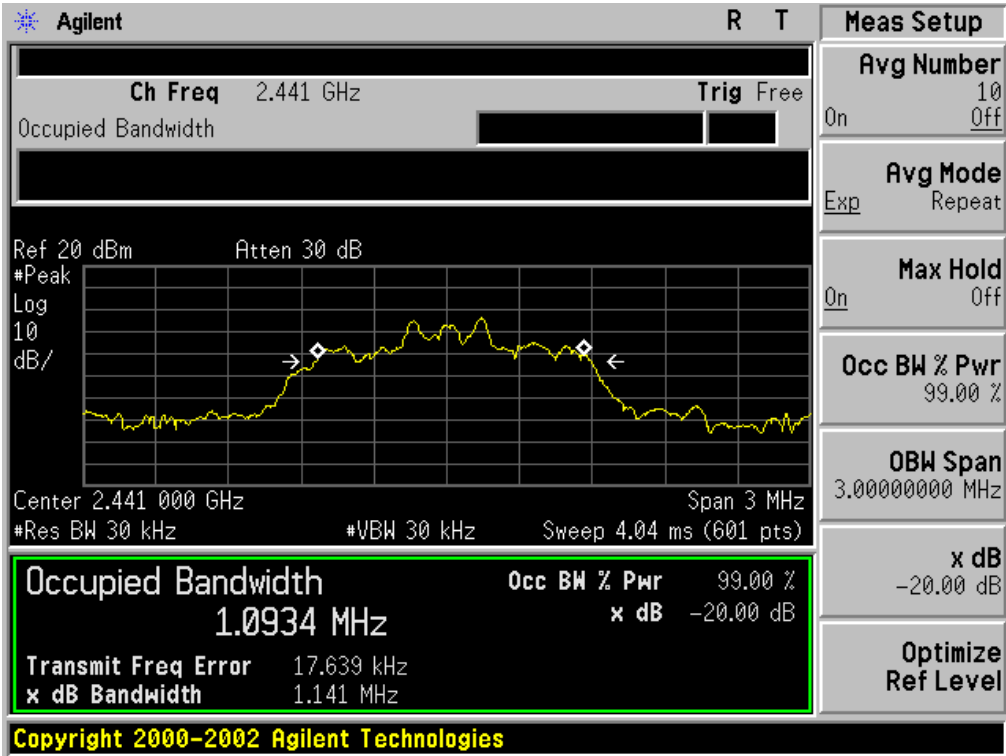 Agilent R T
Ch Freq 2.441 GHz Trig Free
Occupied Bandwidth
Ref 20 dBm Atten 30 dB
#Peak
Log
10
dB/
Center 2.441 000 GHz Span 3 MHz
#Res BW 30 kHz #VBW 30 kHz Sweep 4.04 ms (601 pts)
Occupied Bandwidth
1.0934 MHz
Occ BW % Pwr 99.00 %
x dB -20.00 dB
Transmit Freq Error 17.639 kHz
x dB Bandwidth 1.141 MHz
Copyright 2000-2002 Agilent Technologies
Meas Setup
Avg Number
10
On Off
Avg Mode
Exp Repeat
Max Hold
On Off
Occ BW % Pwr
99.00 %
OBW Span
3.00000000 MHz
x dB
-20.00 dB
Optimize
Ref Level